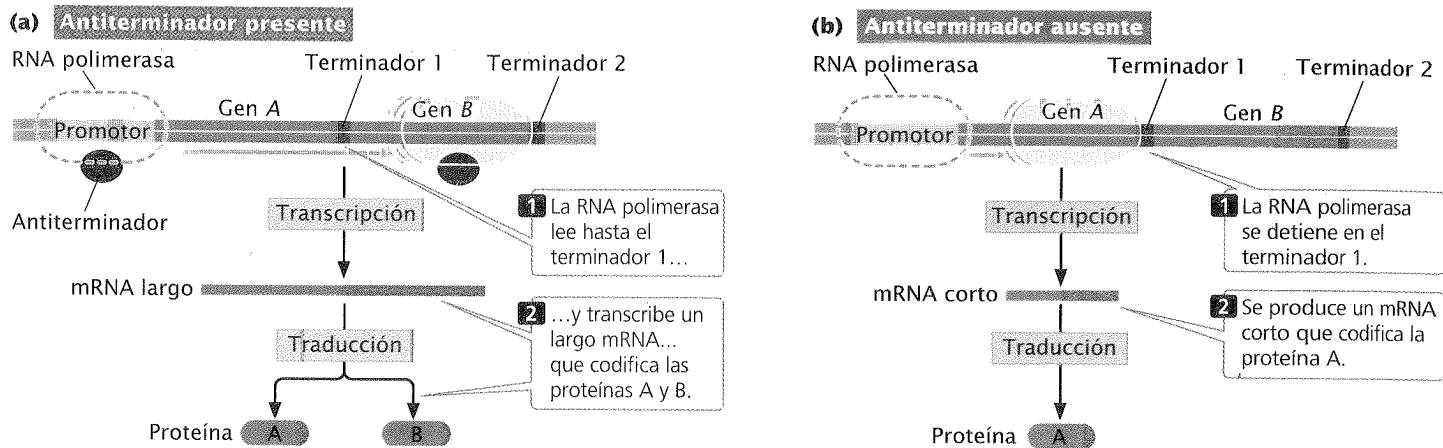 (a) Antiterminador presente
RNA polimerasa
Terminador 1
Terminador 2
Gen A
Gen B
Promotor
Antiterminador
Transcripción
1 La RNA polimerasa
lee hasta el
terminador 1...
mRNA largo
2 ...y transcribe un
largo mRNA...
que codifica las
proteínas A y B.
Traducción
Proteína A B
(b) Antiterminador ausente
RNA polimerasa
Terminador 1
Terminador 2
Gen A
Gen B
Promotor
Transcripción
1 La RNA polimerasa
se detiene en el
terminador 1.
mRNA corto
2 Se produce un mRNA
corto que codifica la
proteína A.
Traducción
Proteína A